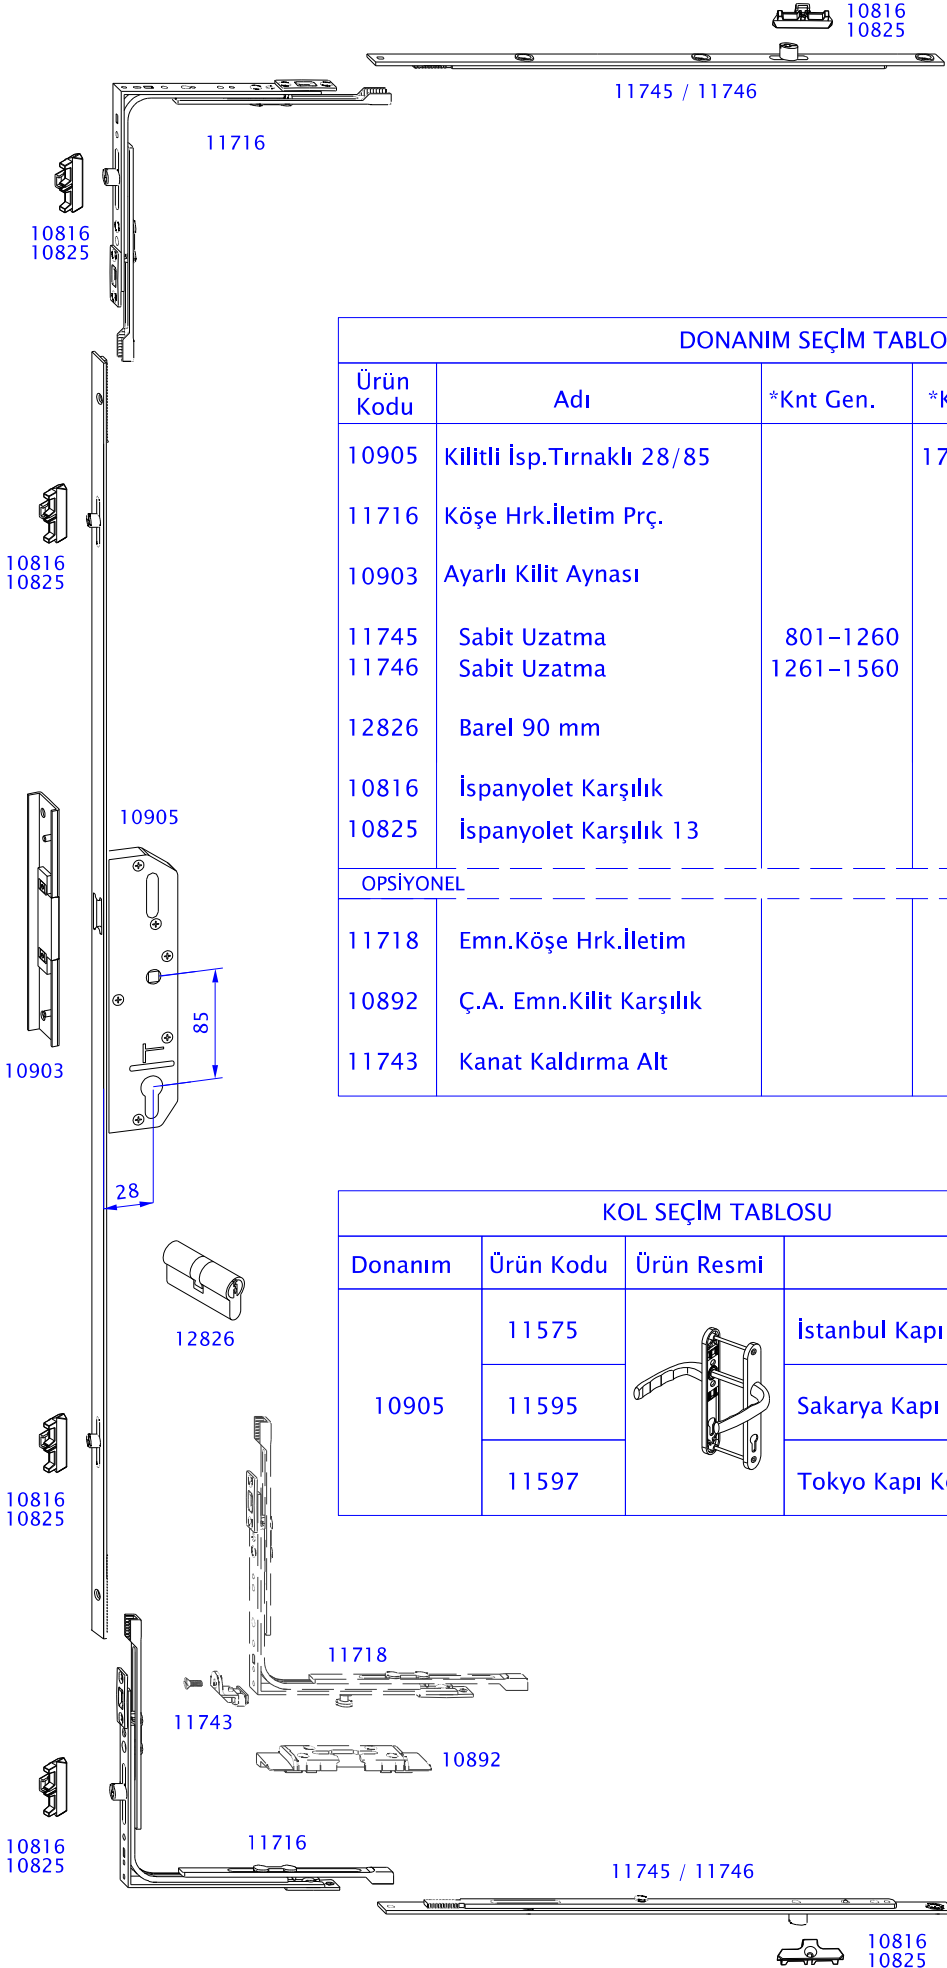 10816
10825
11745 / 11746
11716
10816
10825
DONANIM SEÇİM TABLO
Ürün Kodu Adı *Knt Gen.
10905 Kilitli İsp.Tırnaklı 28/85 17
11716 Köşe Hrk.İletim Prç.
10903 Ayarlı Kilit Aynası
11745 Sabit Uzatma 801-1260
11746 Sabit Uzatma 1261-1560
12826 Barel 90 mm
10816 İspanyolet Karşılık
10825 İspanyolet Karşılık 13
OPSİYONEL
11718 Emn.Köşe Hrk.İletim
10892 Ç.A. Emn.Kilit Karşılık
11743 Kanat Kaldırma Alt
10816
10825
10905
85
10903
28
12826
KOL SEÇİM TABLOSU
Donanım Ürün Kodu Ürün Resmi
10905
11575 İstanbul Kapı
11595 Sakarya Kapı
11597 Tokyo Kapı
10816
10825
11718
11743
10892
10816
10825
11716
11745 / 11746
10816
10825